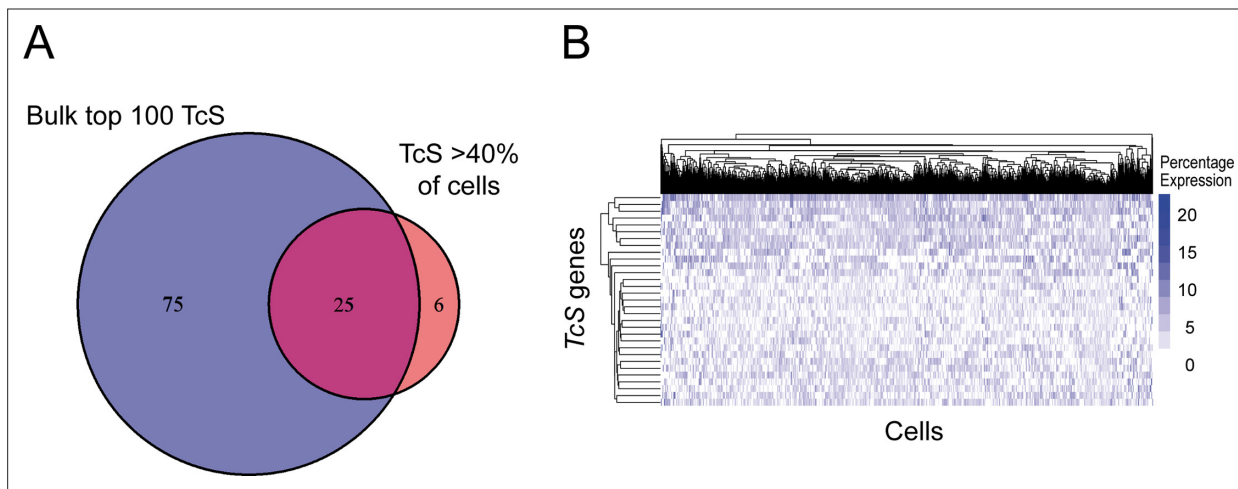 A
Bulk top 100 TcS
TcS >40%
of cells
75
25
6
B
TcS genes
Cells
Percentage
Expression
20
15
10
5
0